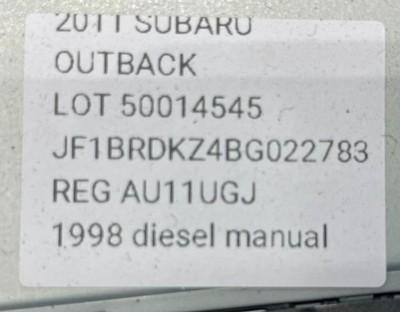 2011 SUBARU
OUTBACK
LOT 50014545
JF1BRDKZ4BG022783
REG AU11UGJ
1998 diesel manual